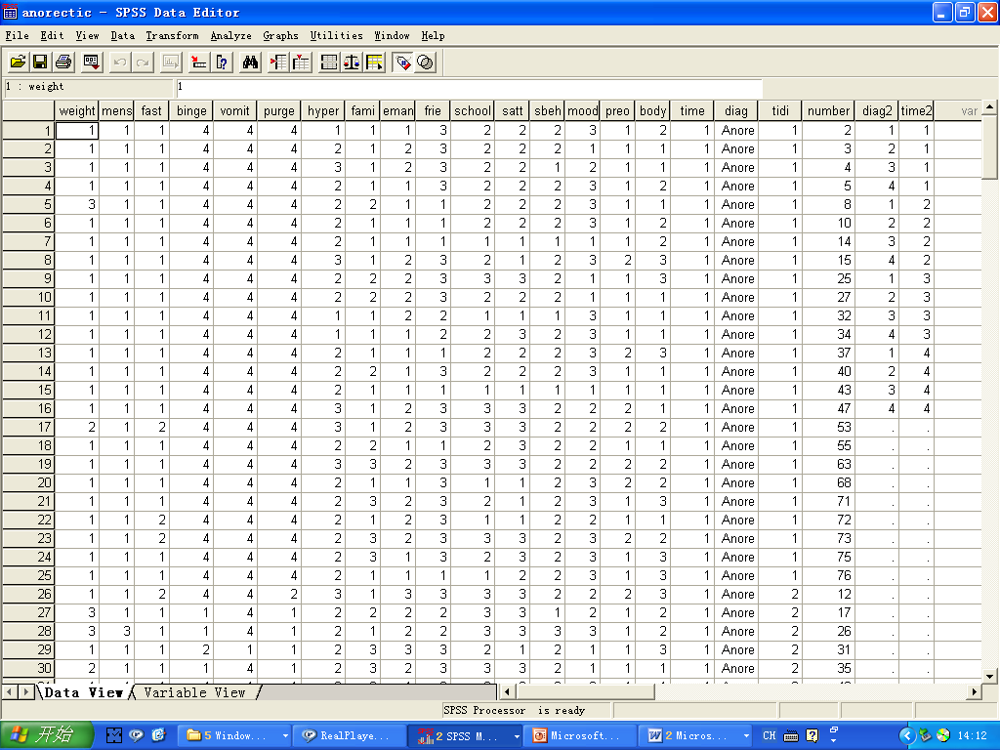 anorectic - SPSS Data Editor
File Edit View Data Transform Analyze Graphs Utilities Window Help
1 : weight 1
weight mens fast binge vomit purge hyper fami eman frie school satt sbeh mood preo body time diag tidi number diag2 time2 var
1 1 1 1 4 4 4 1 1 1 3 2 2 2 3 1 2 1 Anore 1 2 1 1
2 1 1 1 4 4 4 2 1 2 3 2 2 2 1 1 1 1 Anore 1 3 2 1
3 1 1 1 4 4 4 3 1 2 3 2 2 1 2 1 1 1 Anore 1 4 3 1
4 1 1 1 4 4 4 2 1 1 3 2 2 2 3 1 2 1 Anore 1 5 4 1
5 3 1 1 4 4 4 2 2 1 1 2 2 2 3 1 1 1 Anore 1 8 1 2
6 1 1 1 4 4 4 2 1 1 1 2 2 2 3 1 2 1 Anore 1 10 2 2
7 1 1 1 4 4 4 2 1 1 1 1 1 1 1 1 2 1 Anore 1 14 3 2
8 1 1 1 4 4 4 3 1 2 3 2 1 2 3 2 3 1 Anore 1 15 4 2
9 1 1 1 4 4 4 2 2 2 3 3 3 2 1 1 3 1 Anore 1 25 1 3
10 1 1 1 4 4 4 2 2 2 3 2 2 2 1 1 1 1 Anore 1 27 2 3
11 1 1 1 4 4 4 1 1 2 2 1 1 1 3 1 1 1 Anore 1 32 3 3
12 1 1 1 4 4 4 1 1 1 2 2 3 2 3 1 1 1 Anore 1 34 4 3
13 1 1 1 4 4 4 2 1 1 1 2 2 2 3 2 3 1 Anore 1 37 1 4
14 1 1 1 4 4 4 2 2 1 3 2 2 2 3 1 1 1 Anore 1 40 2 4
15 1 1 1 4 4 4 2 1 1 1 1 1 1 1 1 1 1 Anore 1 43 3 4
16 1 1 1 4 4 4 3 1 2 3 3 3 2 2 2 1 1 Anore 1 47 4 4
17 2 1 2 4 4 4 3 1 2 3 3 3 2 2 2 2 1 Anore 1 53 . .
18 1 1 1 4 4 4 2 2 1 1 2 3 2 2 1 1 1 Anore 1 55 . .
19 1 1 1 4 4 4 3 3 2 3 3 3 2 2 2 2 1 Anore 1 63 . .
20 1 1 1 4 4 4 2 1 1 3 1 1 2 3 2 2 1 Anore 1 68 . .
21 1 1 1 4 4 4 2 3 2 3 2 1 2 3 1 3 1 Anore 1 71 . .
22 1 1 2 4 4 4 2 1 2 3 1 1 2 2 1 1 1 Anore 1 72 . .
23 1 1 2 4 4 4 2 3 2 3 3 3 2 3 2 2 1 Anore 1 73 . .
24 1 1 1 4 4 4 2 3 1 3 2 3 2 3 1 3 1 Anore 1 75 . .
25 1 1 1 4 4 4 2 1 1 1 1 2 2 3 1 3 1 Anore 1 76 . .
26 1 1 2 4 4 2 3 1 3 3 3 3 2 2 2 3 1 Anore 2 12 . .
27 3 1 1 1 4 1 2 2 2 2 3 3 1 2 1 2 1 Anore 2 17 . .
28 3 3 1 1 4 1 2 1 2 2 3 3 3 3 1 2 1 Anore 2 26 . .
29 1 1 1 2 1 1 2 3 3 3 2 1 2 1 1 3 1 Anore 2 31 . .
30 2 1 1 1 4 1 2 3 2 3 3 3 2 1 1 1 1 Anore 2 35 . .
Data View Variable View
SPSS Processor is ready
开始 5 Window... RealPlaye... 2 SPSS M... Microsoft... 2 Micros... CH 14:12